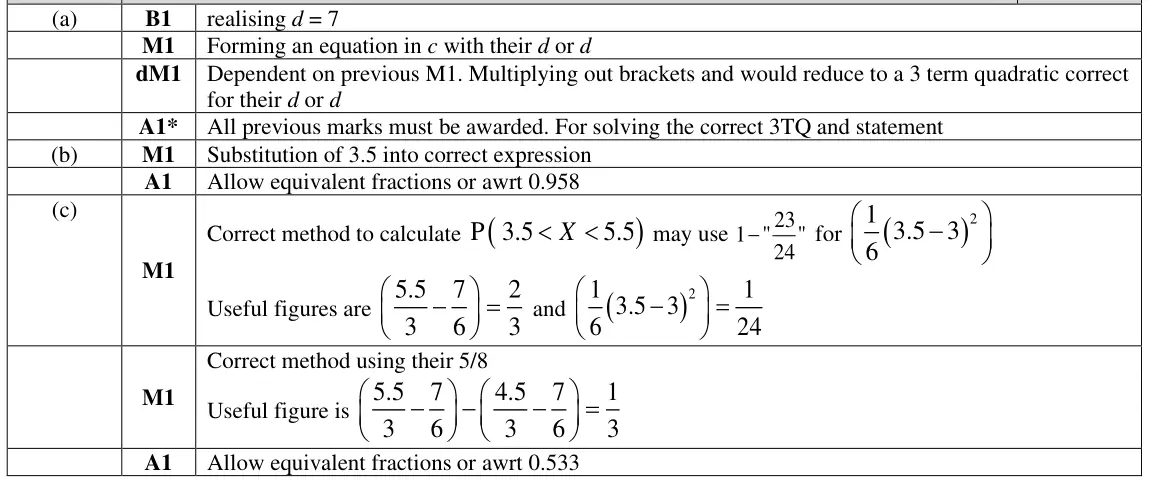 (a) B1 realising d = 7
M1 Forming an equation in c with their d or d
dM1 Dependent on previous M1. Multiplying out brackets and would reduce to a 3 term quadratic correct
for their d or d
A1* All previous marks must be awarded. For solving the correct 3TQ and statement
(b) M1 Substitution of 3.5 into correct expression
A1 Allow equivalent fractions or awrt 0.958
(c) M1 Correct method to calculate P( 3.5 < X < 5.5) may use 1 – "23/24" for (1/6(3.5 – 3)²)
Useful figures are (5.5/3 – 7/6) = 2/3 and (1/6(3.5 – 3)²) = 1/24
M1 Correct method using their 5/8
Useful figure is (5.5/3 – 7/6) – (4.5/3 – 7/6) = 1/3
A1 Allow equivalent fractions or awrt 0.533